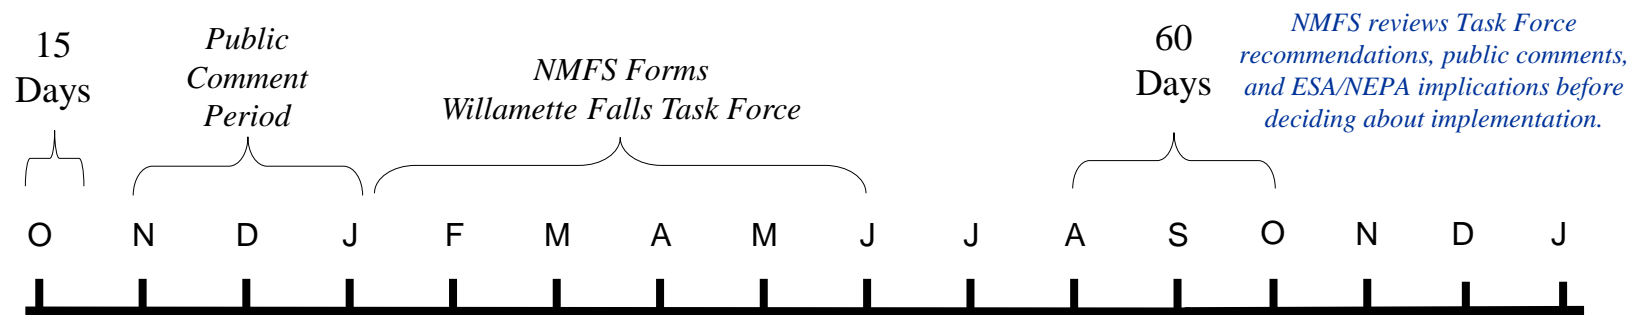 15
Days
Public
Comment
Period
NMFS Forms
Willamette Falls Task Force
60
Days
NMFS reviews Task Force
recommendations, public comments,
and ESA/NEPA implications before
deciding about implementation.
O N D J F M A M J J A S O N D J